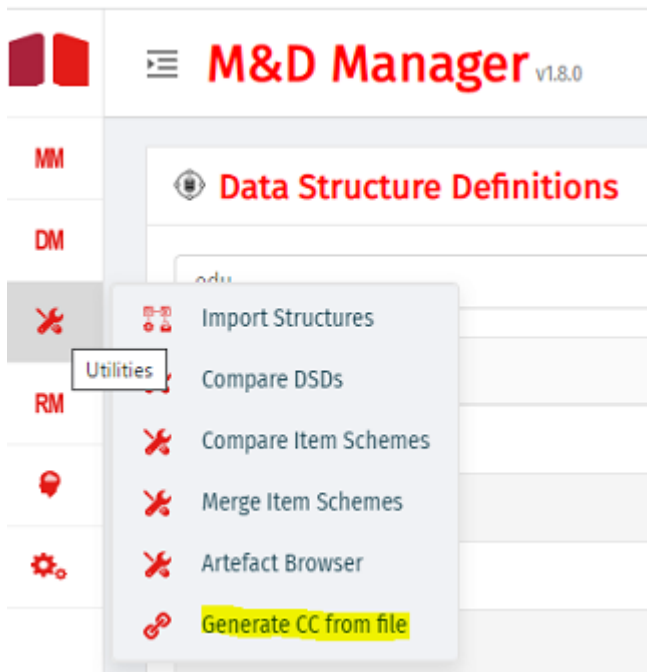 M&D Manager v1.8.0
MM
Data Structure Definitions
DM
edu
Import Structures
Utilities
Compare DSDs
RM
Compare Item Schemes
Merge Item Schemes
Artefact Browser
Generate CC from file